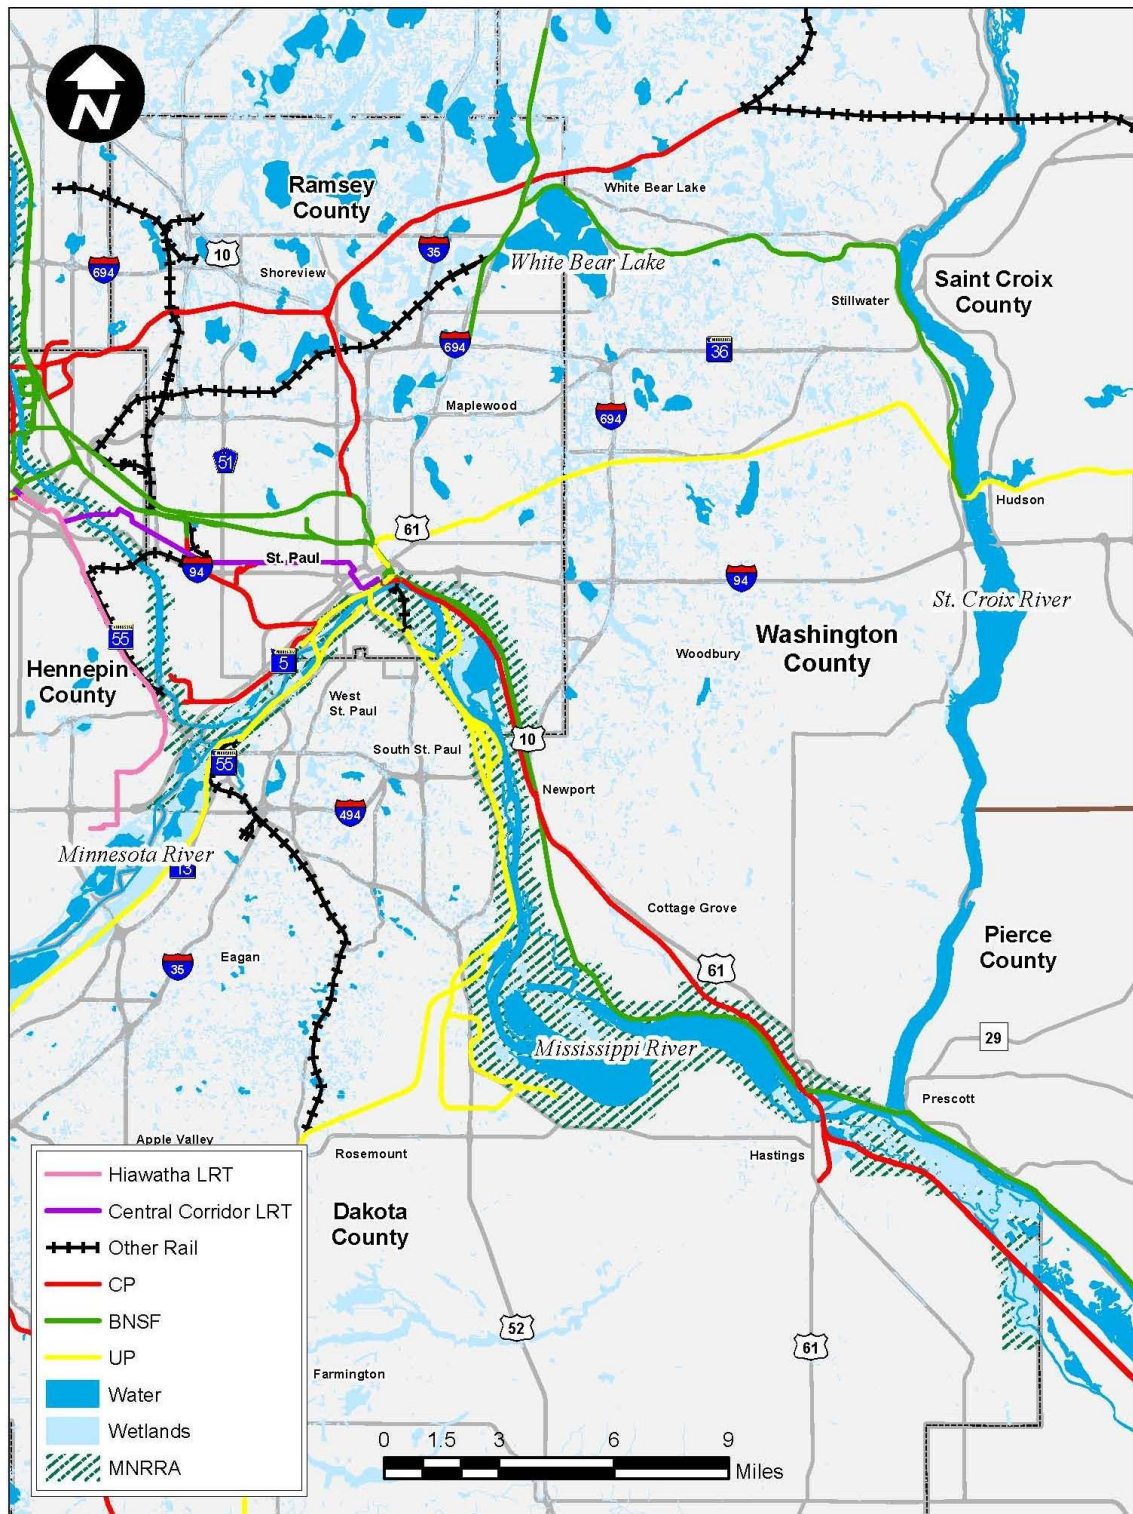 N
Ramsey
County
White Bear Lake
10
35
694
Shoreview
White Bear Lake
Saint Croix
County
Stillwater
694
36
Maplewood
694
51
Hudson
61
St. Paul
94
94
St. Croix River
55
Washington
County
Woodbury
5
Hennepin
County
West
St. Paul
10
South St. Paul
55
Newport
494
Minnesota River
13
Cottage Grove
Pierce
County
Eagan
35
61
29
Mississippi River
Prescott
Apple Valley
Rosemount
Hastings
Dakota
County
52
61
Farmington
Hiawatha LRT
Central Corridor LRT
Other Rail
CP
BNSF
UP
Water
Wetlands
MNRRA
0 1.5 3 6 9
Miles